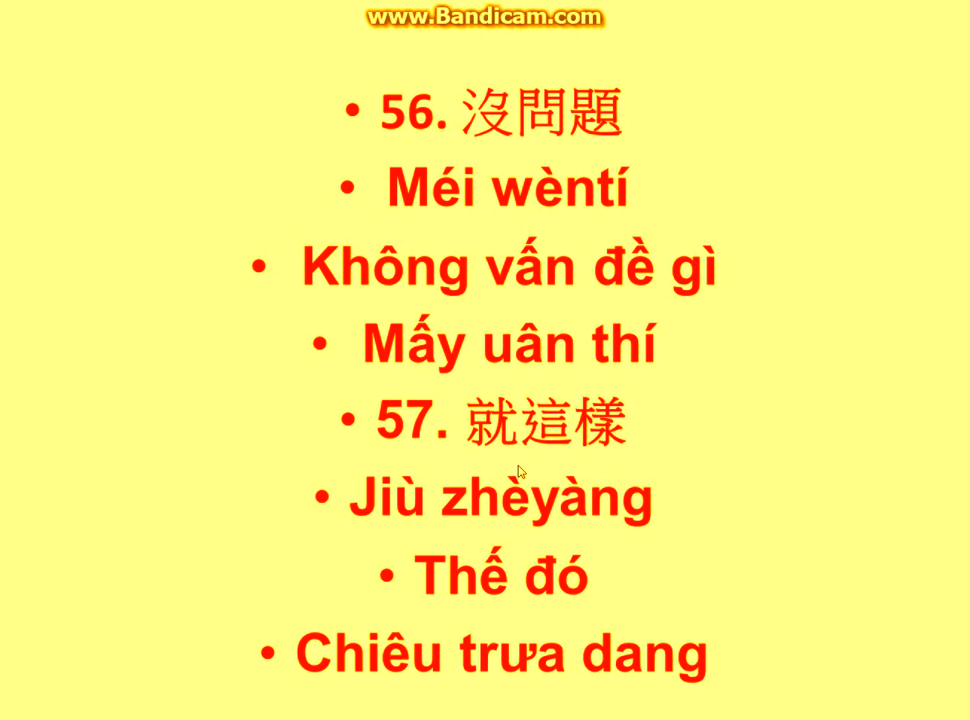 www.Bandicam.com
• 56. 沒問題
• Méi wèntí
• Không vấn đề gì
• Mấy uân thí
• 57. 就這樣
• Jiù zhèyàng
• Thế đó
• Chiêu trưa dang